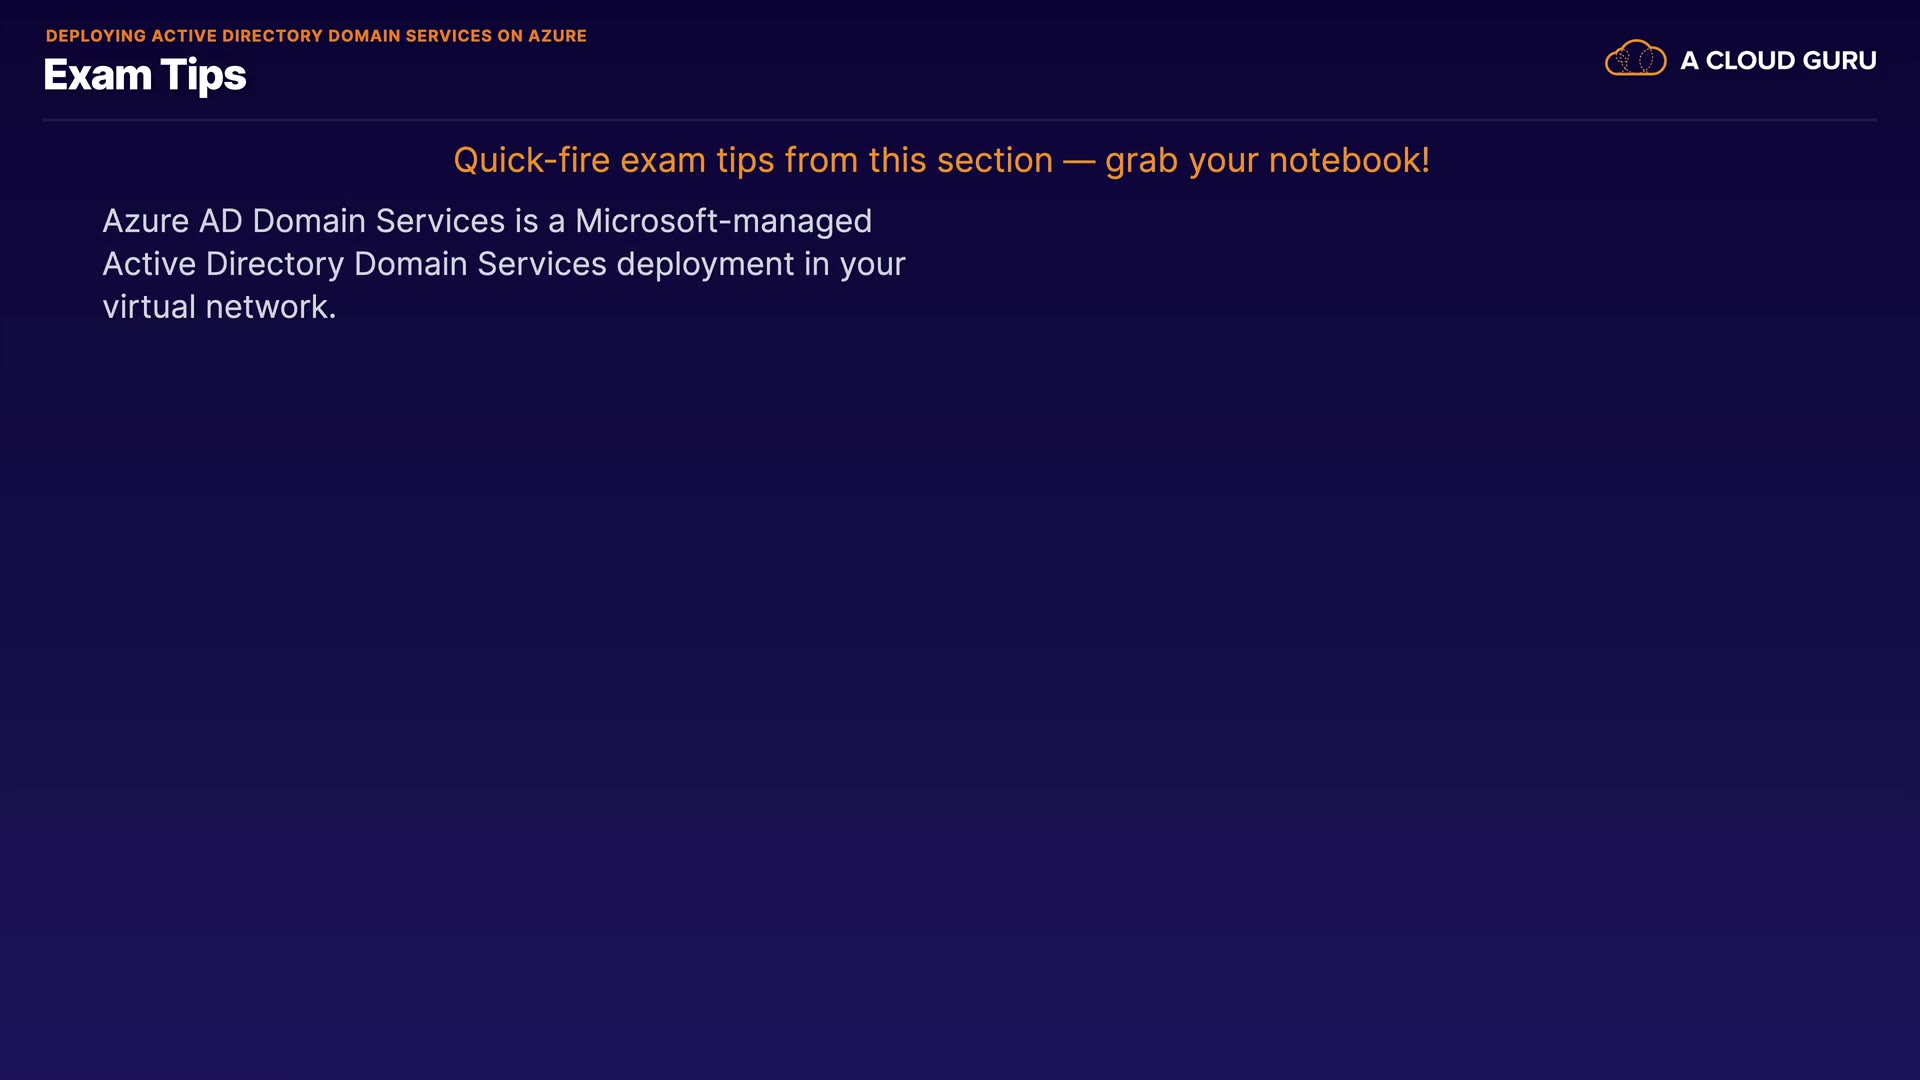 DEPLOYING ACTIVE DIRECTORY DOMAIN SERVICES ON AZURE
Exam Tips
A CLOUD GURU
Quick-fire exam tips from this section — grab your notebook!
Azure AD Domain Services is a Microsoft-managed
Active Directory Domain Services deployment in your
virtual network.